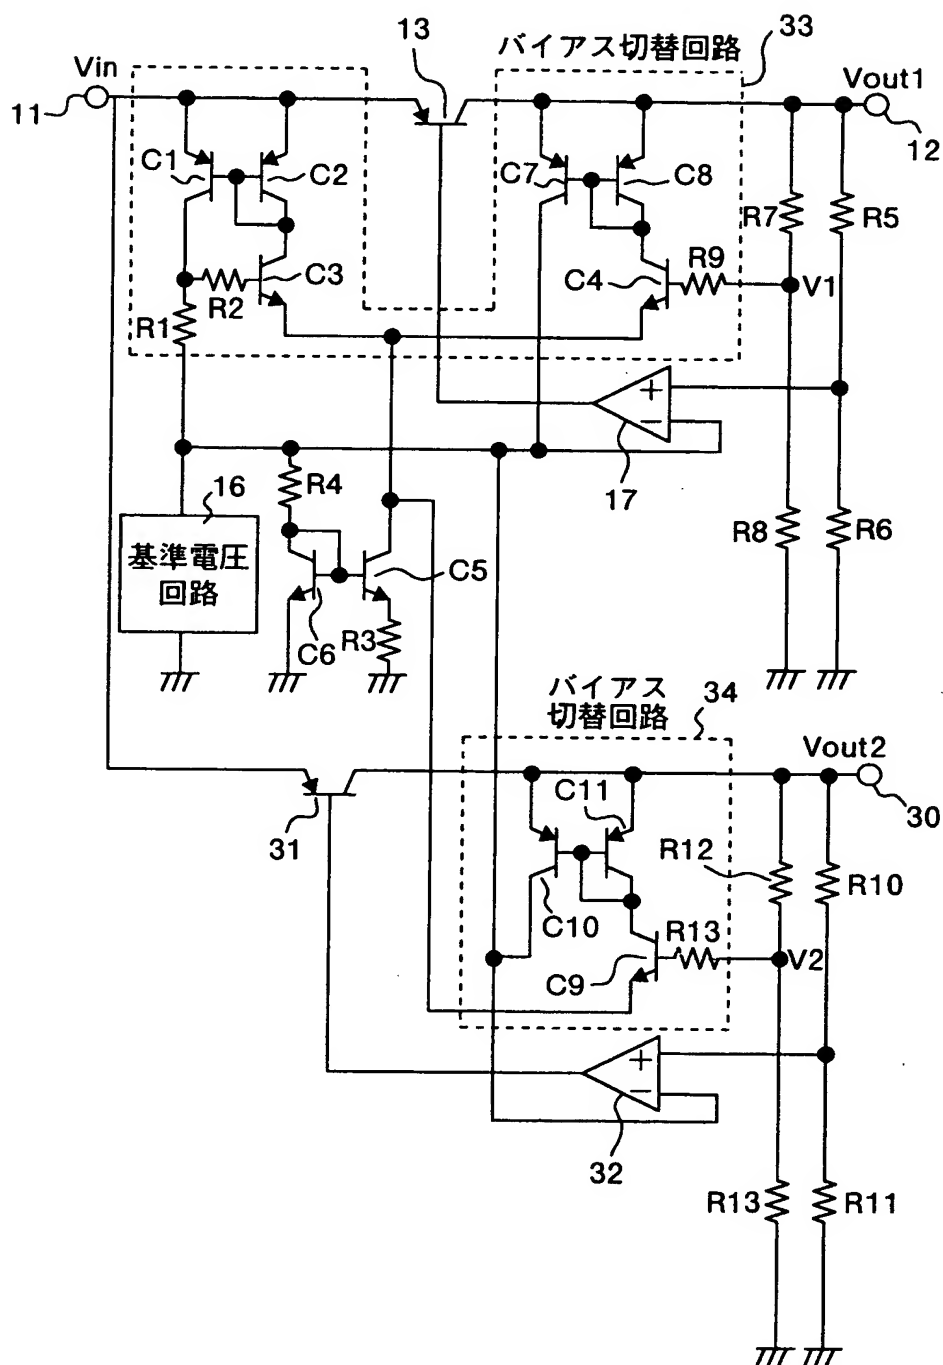 13
バイアス切替回路
33
Vin
Vout1
11
12
C1
C2
C7
C8
R7
R5
C3
R9
C4
V1
R2
R1
+
−
17
R4
16
基準電圧
回路
C5
R8
R6
R3
C6
バイアス
切替回路
34
Vout2
30
31
C11
R12
R10
C10
R13
V2
C9
+
−
32
R13
R11